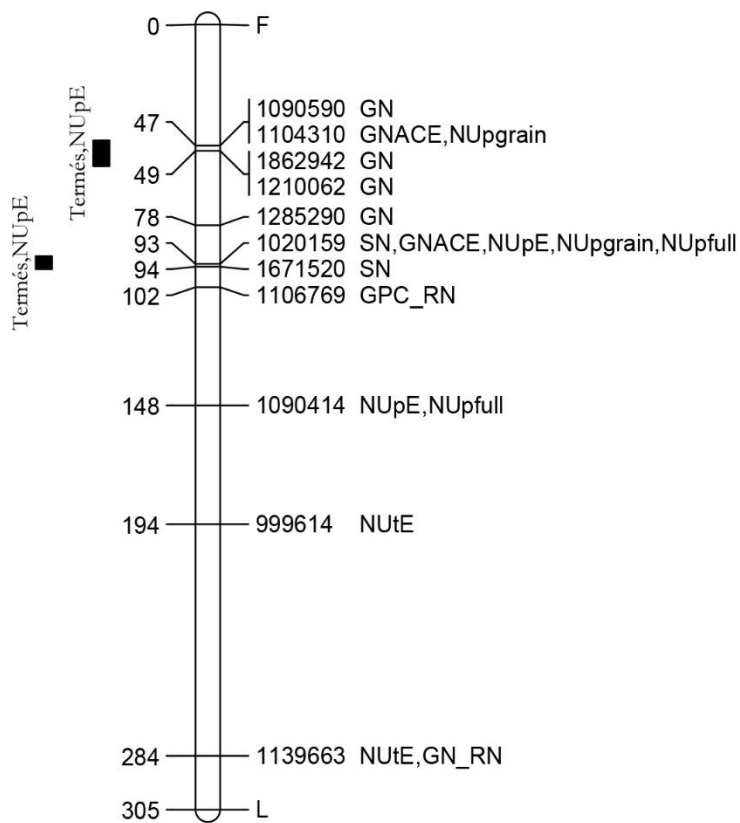 0 F
1090590 GN
47
1104310 GNACE,NUpgrain
1862942 GN
49
1210062 GN
78 1285290 GN
93 1020159 SN,GNACE,NUpE,NUpgrain,NUpfull
94 1671520 SN
102 1106769 GPC_RN
148 1090414 NUpE,NUpfull
194 999614 NUtE
284 1139663 NUtE,GN_RN
305 L
Termés,NUpE
Termés,NUpE